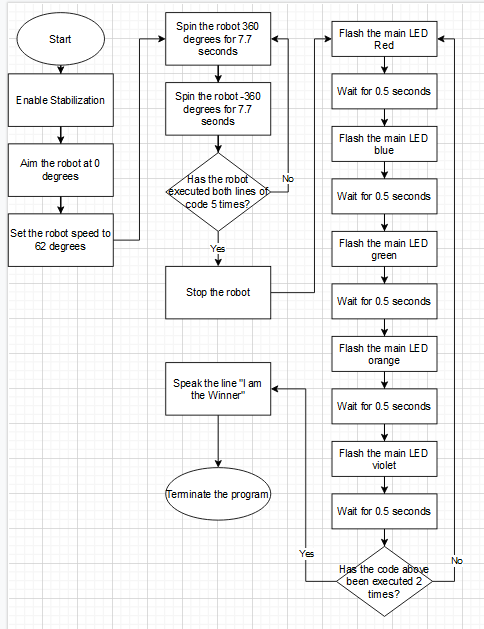 Start
Enable Stabilization
Aim the robot at 0
degrees
Set the robot speed to
62 degrees
Spin the robot 360
degrees for 7.7
seconds
Spin the robot -360
degrees for 7.7
seonds
Has the robot
executed both lines of
code 5 times?
No
Yes
Stop the robot
Flash the main LED
Red
Wait for 0.5 seconds
Flash the main LED
blue
Wait for 0.5 seconds
Flash the main LED
green
Wait for 0.5 seconds
Flash the main LED
orange
Wait for 0.5 seconds
Flash the main LED
violet
Wait for 0.5 seconds
Has the code above
been executed 2
times?
No
Yes
Speak the line "I am
the Winner"
Terminate the program